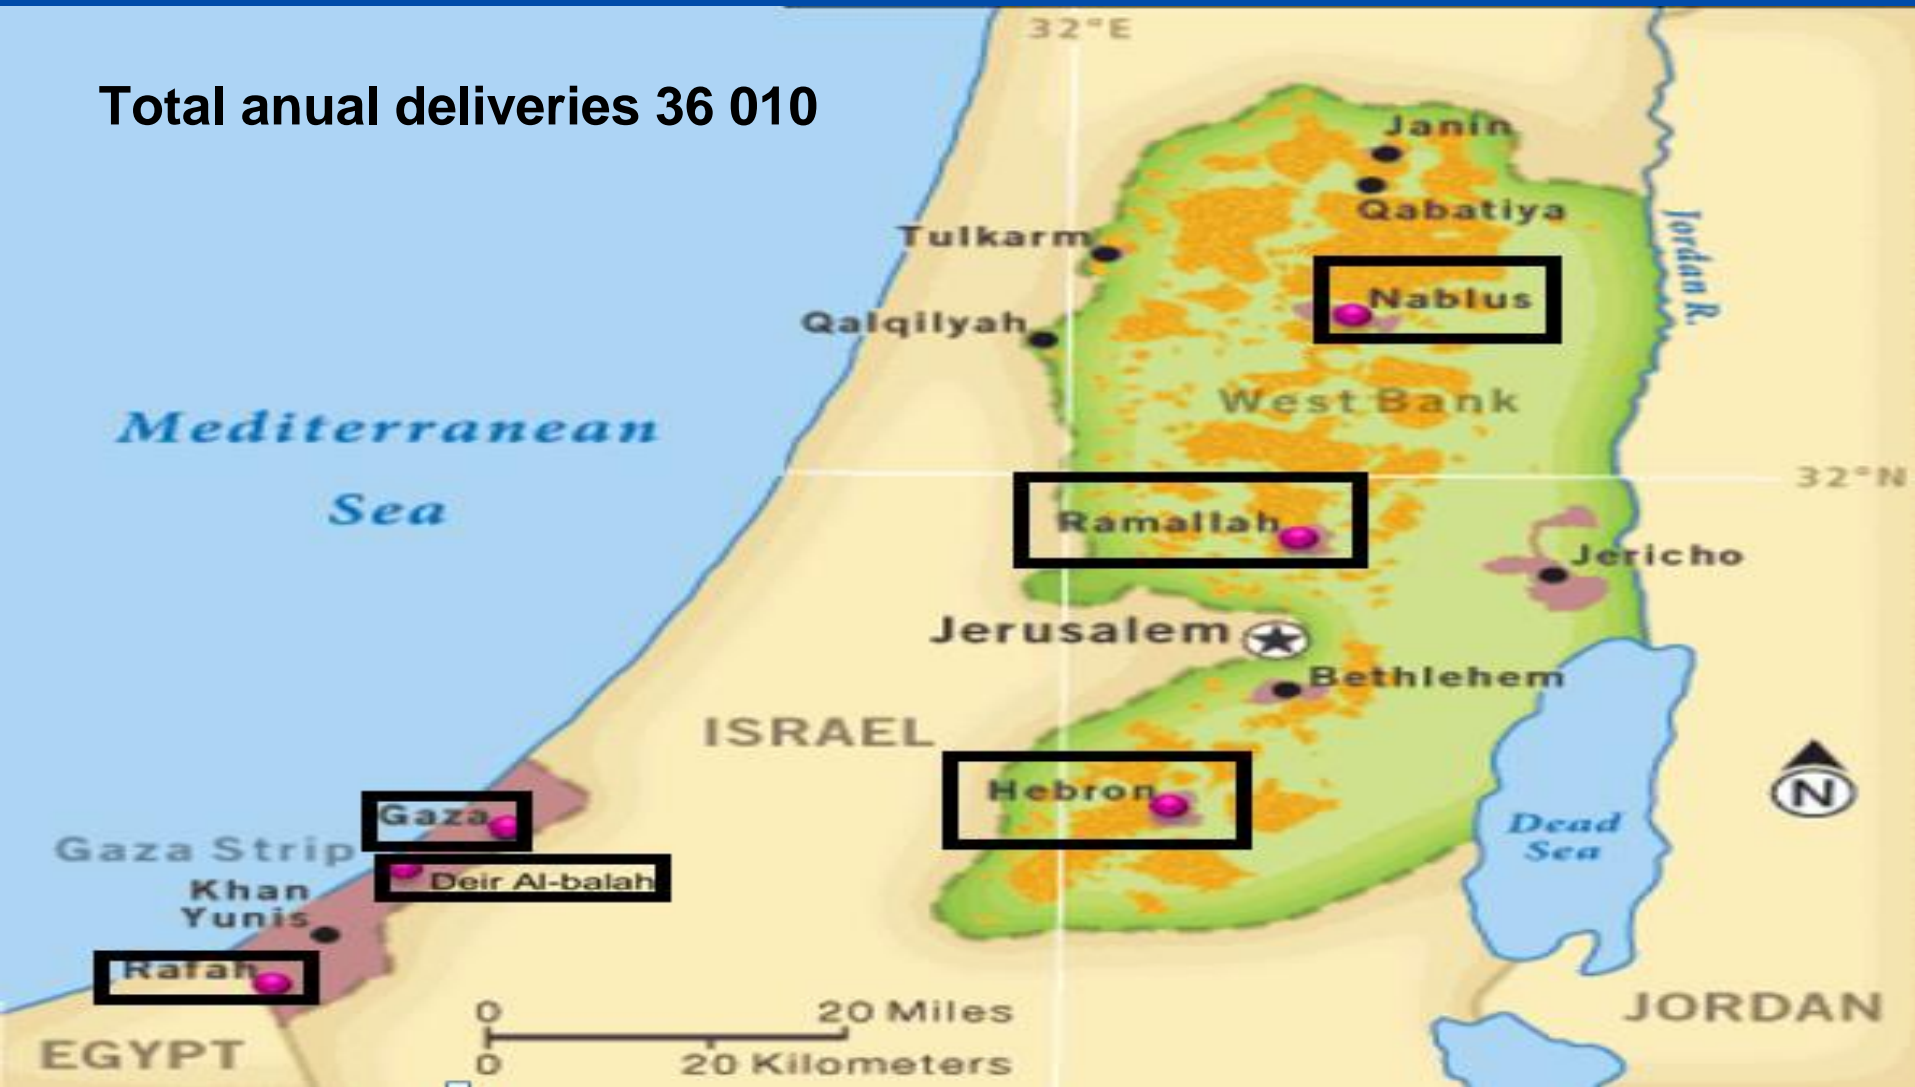 32°E
Total anual deliveries 36 010
Janin
Qabatiya
Tulkarm
Jordan R.
Nablus
Qalqilyah
West Bank
Mediterranean
Sea
32°N
Ramallah
Jericho
Jerusalem
Bethlehem
ISRAEL
Hebron
N
Gaza
Dead
Sea
Gaza Strip
Deir Al-balah
Khan
Yunis
Rafah
0 20 Miles
0 20 Kilometers
JORDAN
EGYPT